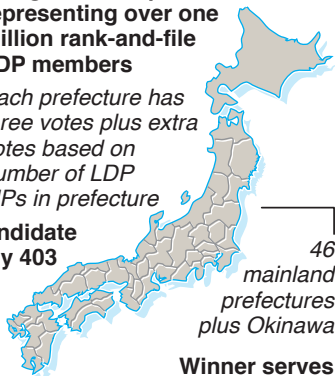 representing over one
illion rank-and-file
DP members
ach prefecture has
ree votes plus extra
otes based on
umber of LDP
Ps in prefecture
ndidate
y 403
46
mainland
prefectures
plus Okinawa
Winner serves